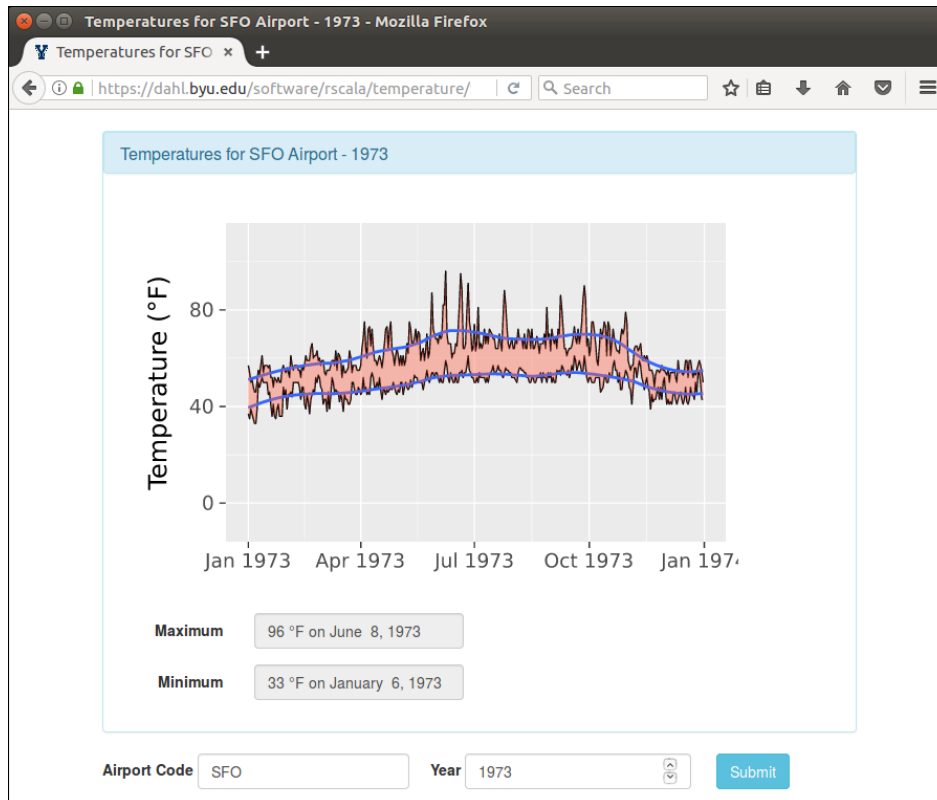 Temperatures for SFO Airport - 1973 - Mozilla Firefox
Temperatures for SFO ×
https://dahl.byu.edu/software/rscala/temperature/
Search
Temperatures for SFO Airport - 1973
Temperature (°F)
80
40
0
Jan 1973 Apr 1973 Jul 1973 Oct 1973 Jan 1974
Maximum 96 °F on June  8, 1973
Minimum 33 °F on January  6, 1973
Airport Code SFO Year 1973 Submit